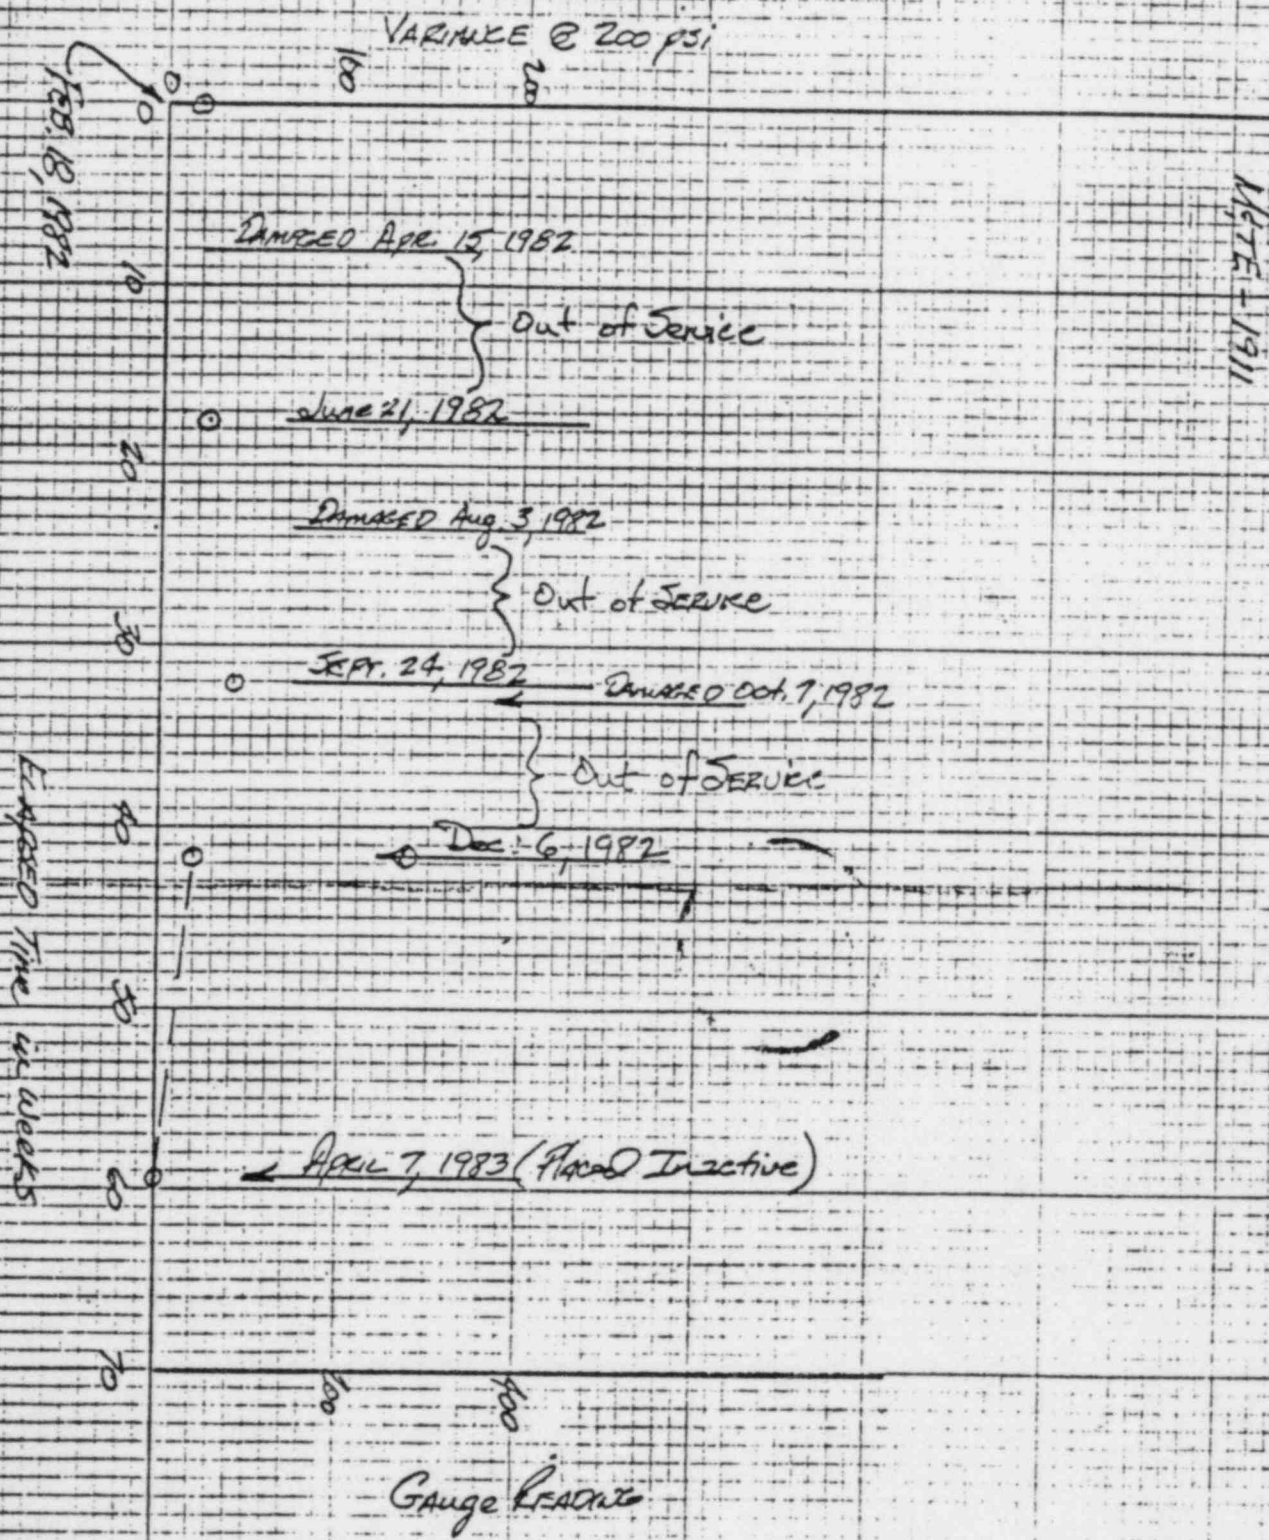 VARIANCE @ 200 psi
0 100 200
M&TE-1911
FEB. 18, 1982
0
DAMAGED Apr. 15, 1982
10
Out of Service
June 21, 1982
20
DAMAGED Aug. 3, 1982
Out of SERVICE
30
SEPT. 24, 1982
DAMAGED Oct. 7, 1982
Out of SERVICE
40
Dec. 6, 1982
50
ELAPSED Time in Weeks
APRIL 7, 1983 (Placed Inactive)
60
70
Gauge READING